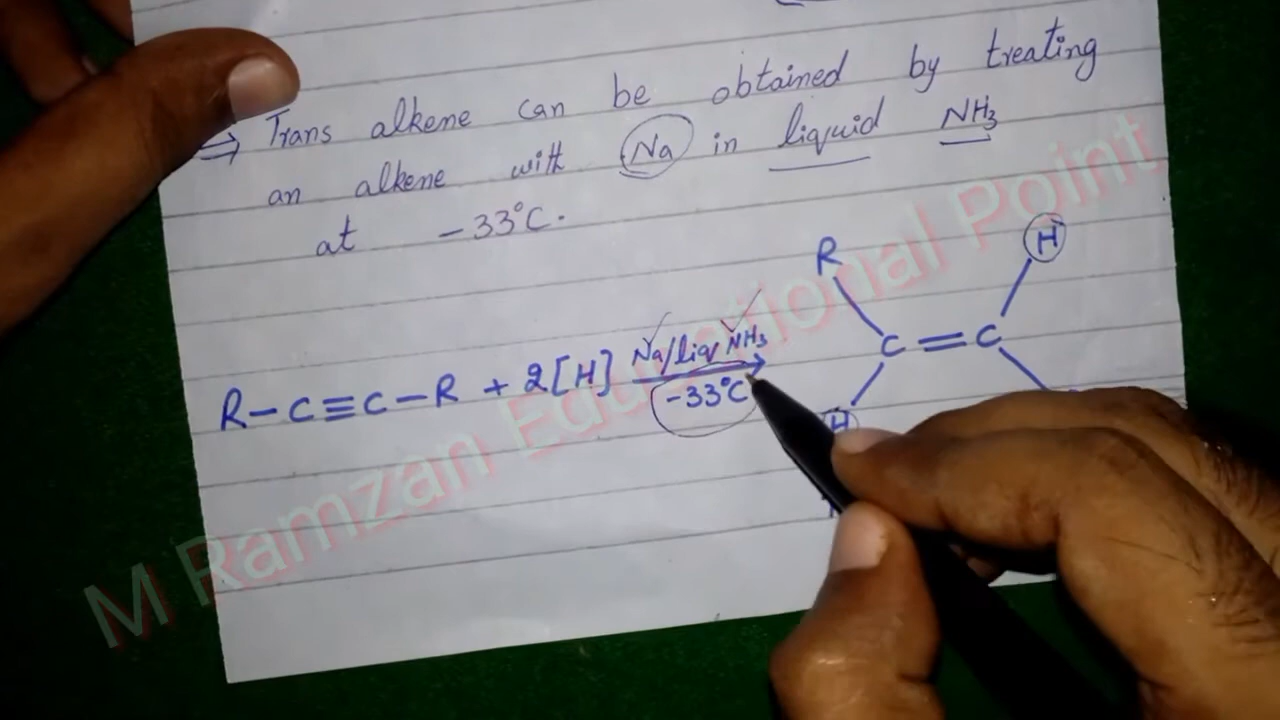 ⇒ Trans alkene can be obtained by treating
an alkene with Na in liquid NH₃
at -33°C.
R H
Na/liq NH₃
R-C≡C-R + 2[H] → C=C
-33°C
H
M Ramzan Educational Point